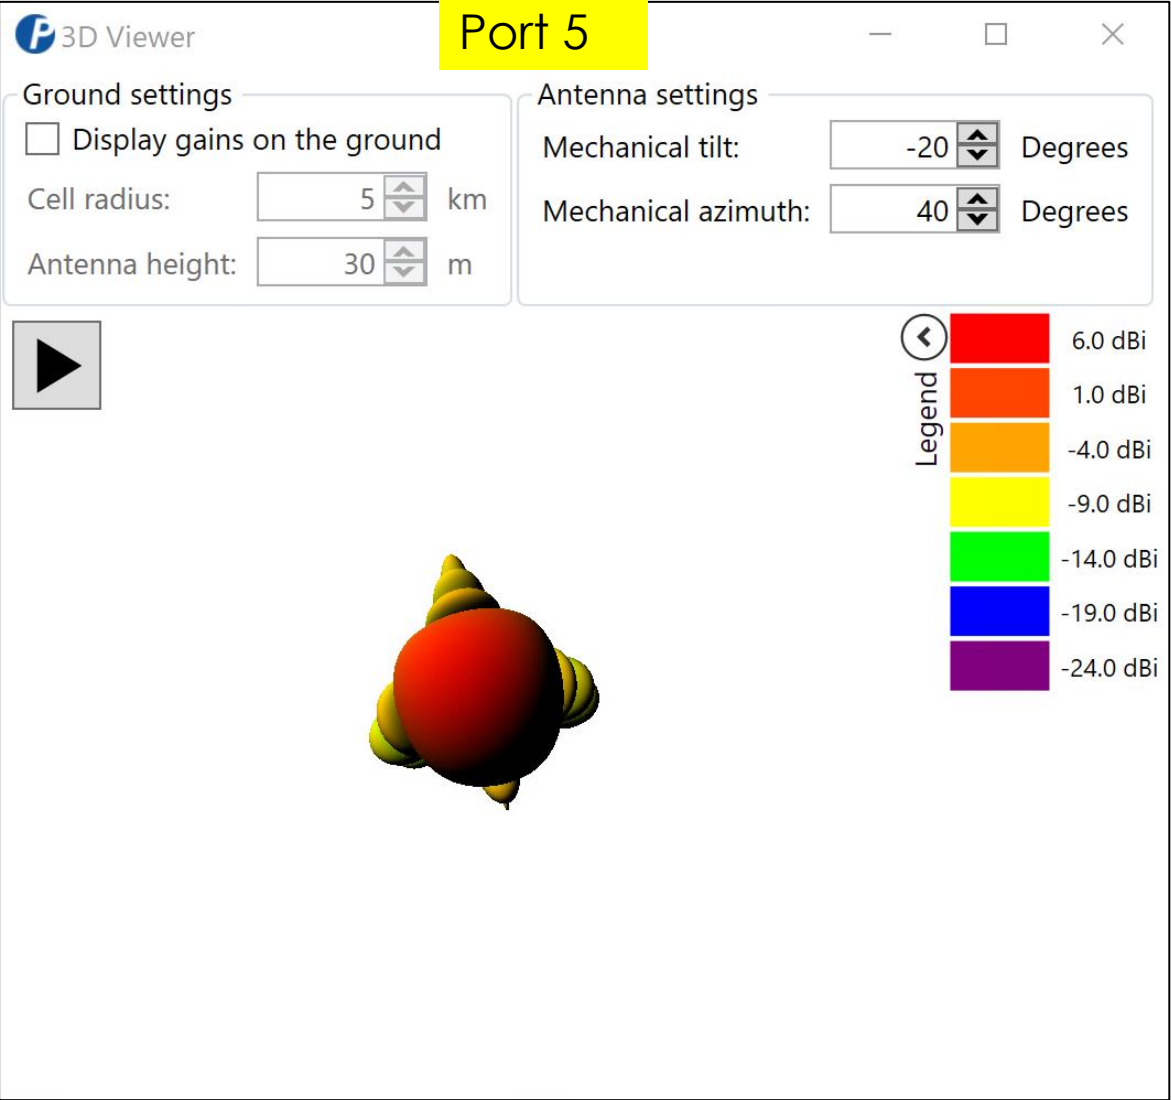 3D Viewer
Port 5
Ground settings
Display gains on the ground
Cell radius: 5 km
Antenna height: 30 m
Antenna settings
Mechanical tilt: -20 Degrees
Mechanical azimuth: 40 Degrees
Legend
6.0 dBi
1.0 dBi
-4.0 dBi
-9.0 dBi
-14.0 dBi
-19.0 dBi
-24.0 dBi